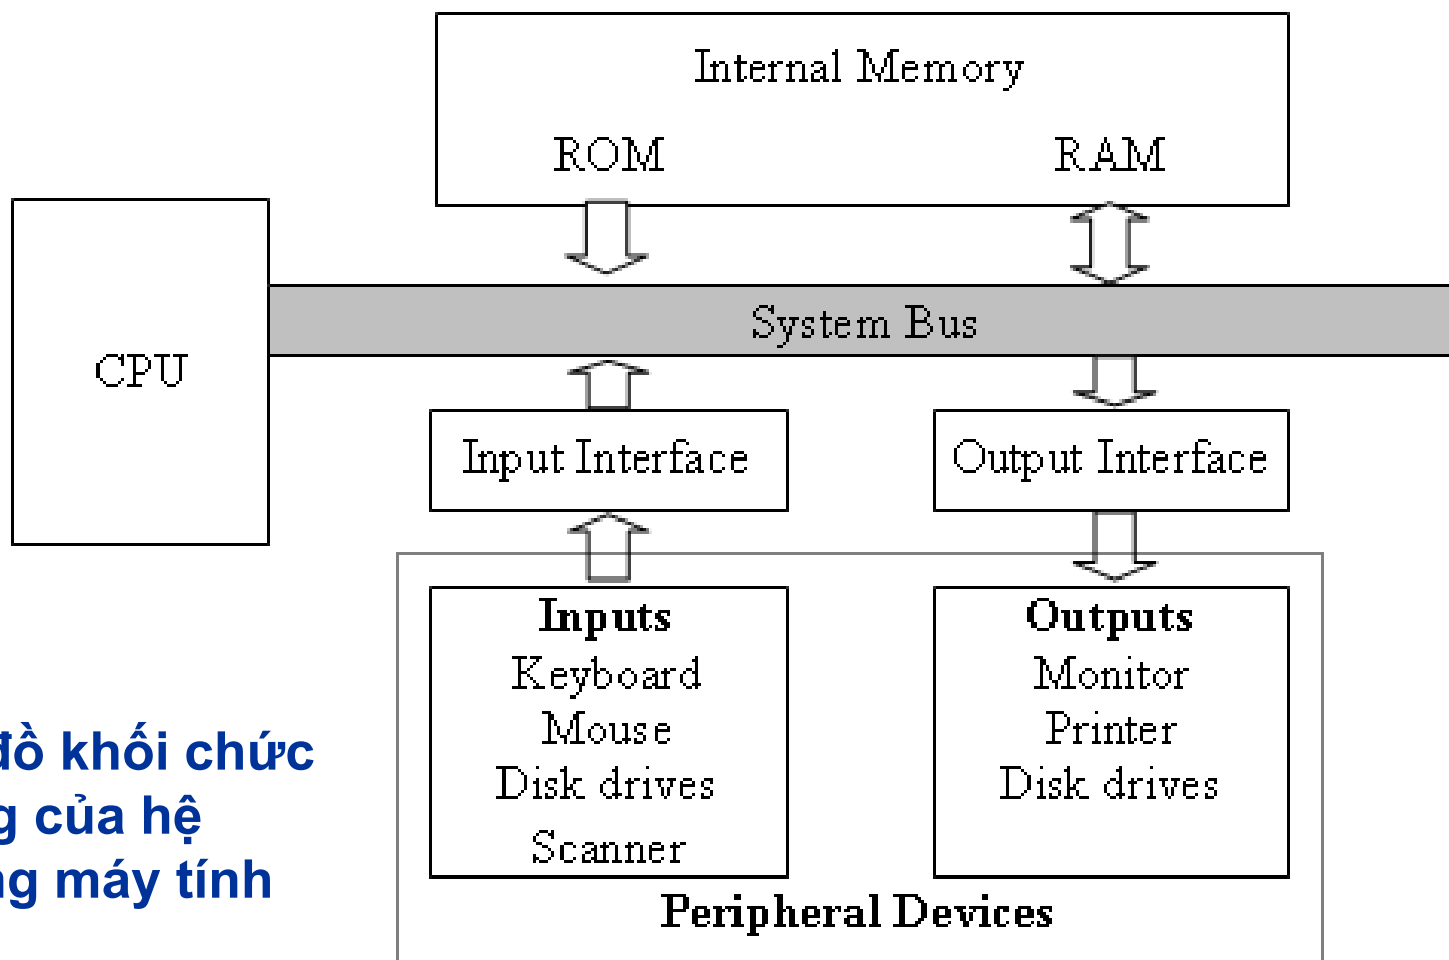 Internal Memory
ROM
RAM
System Bus
CPU
Input Interface
Output Interface
Inputs
Keyboard
Mouse
Disk drives
Scanner
Outputs
Monitor
Printer
Disk drives
Peripheral Devices
đồ khối chức
của hệ
máy tính